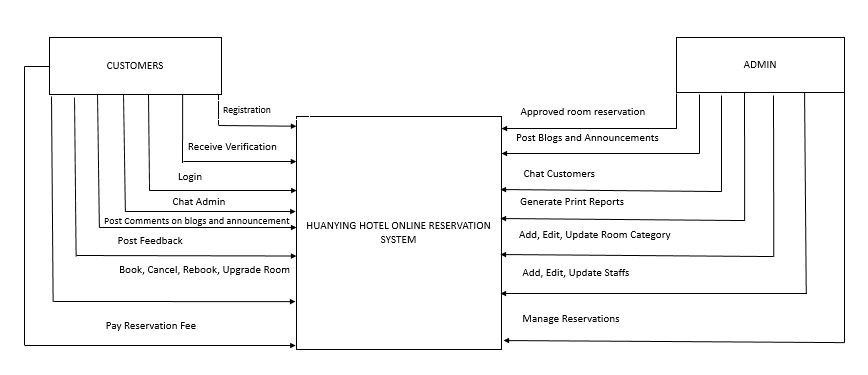 CUSTOMERS
ADMIN
Registration
Approved room reservation
Post Blogs and Announcements
Receive Verification
Chat Customers
Login
Chat Admin
Generate Print Reports
Post Comments on blogs and announcement
HUANYING HOTEL ONLINE RESERVATION
SYSTEM
Post Feedback
Add, Edit, Update Room Category
Book, Cancel, Rebook, Upgrade Room
Add, Edit, Update Staffs
Pay Reservation Fee
Manage Reservations